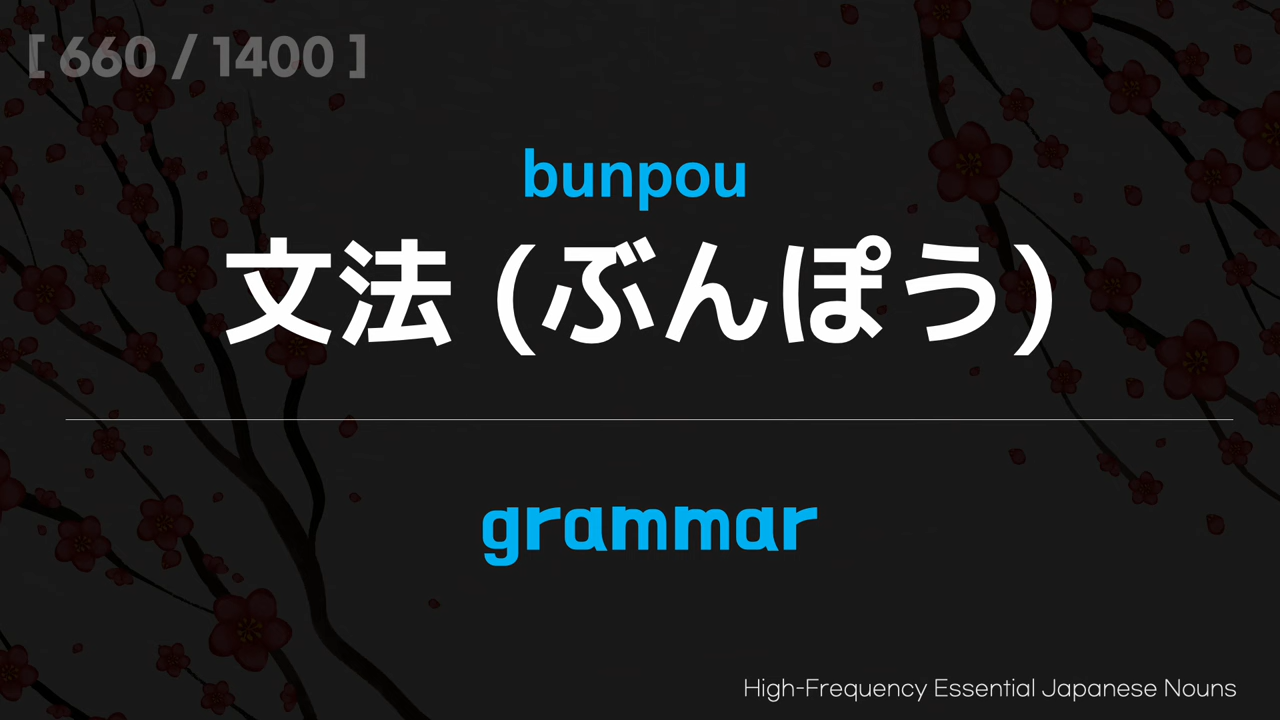 [ 660 / 1400 ]
bunpou
文法 (ぶんぽう)
grammar
High-Frequency Essential Japanese Nouns